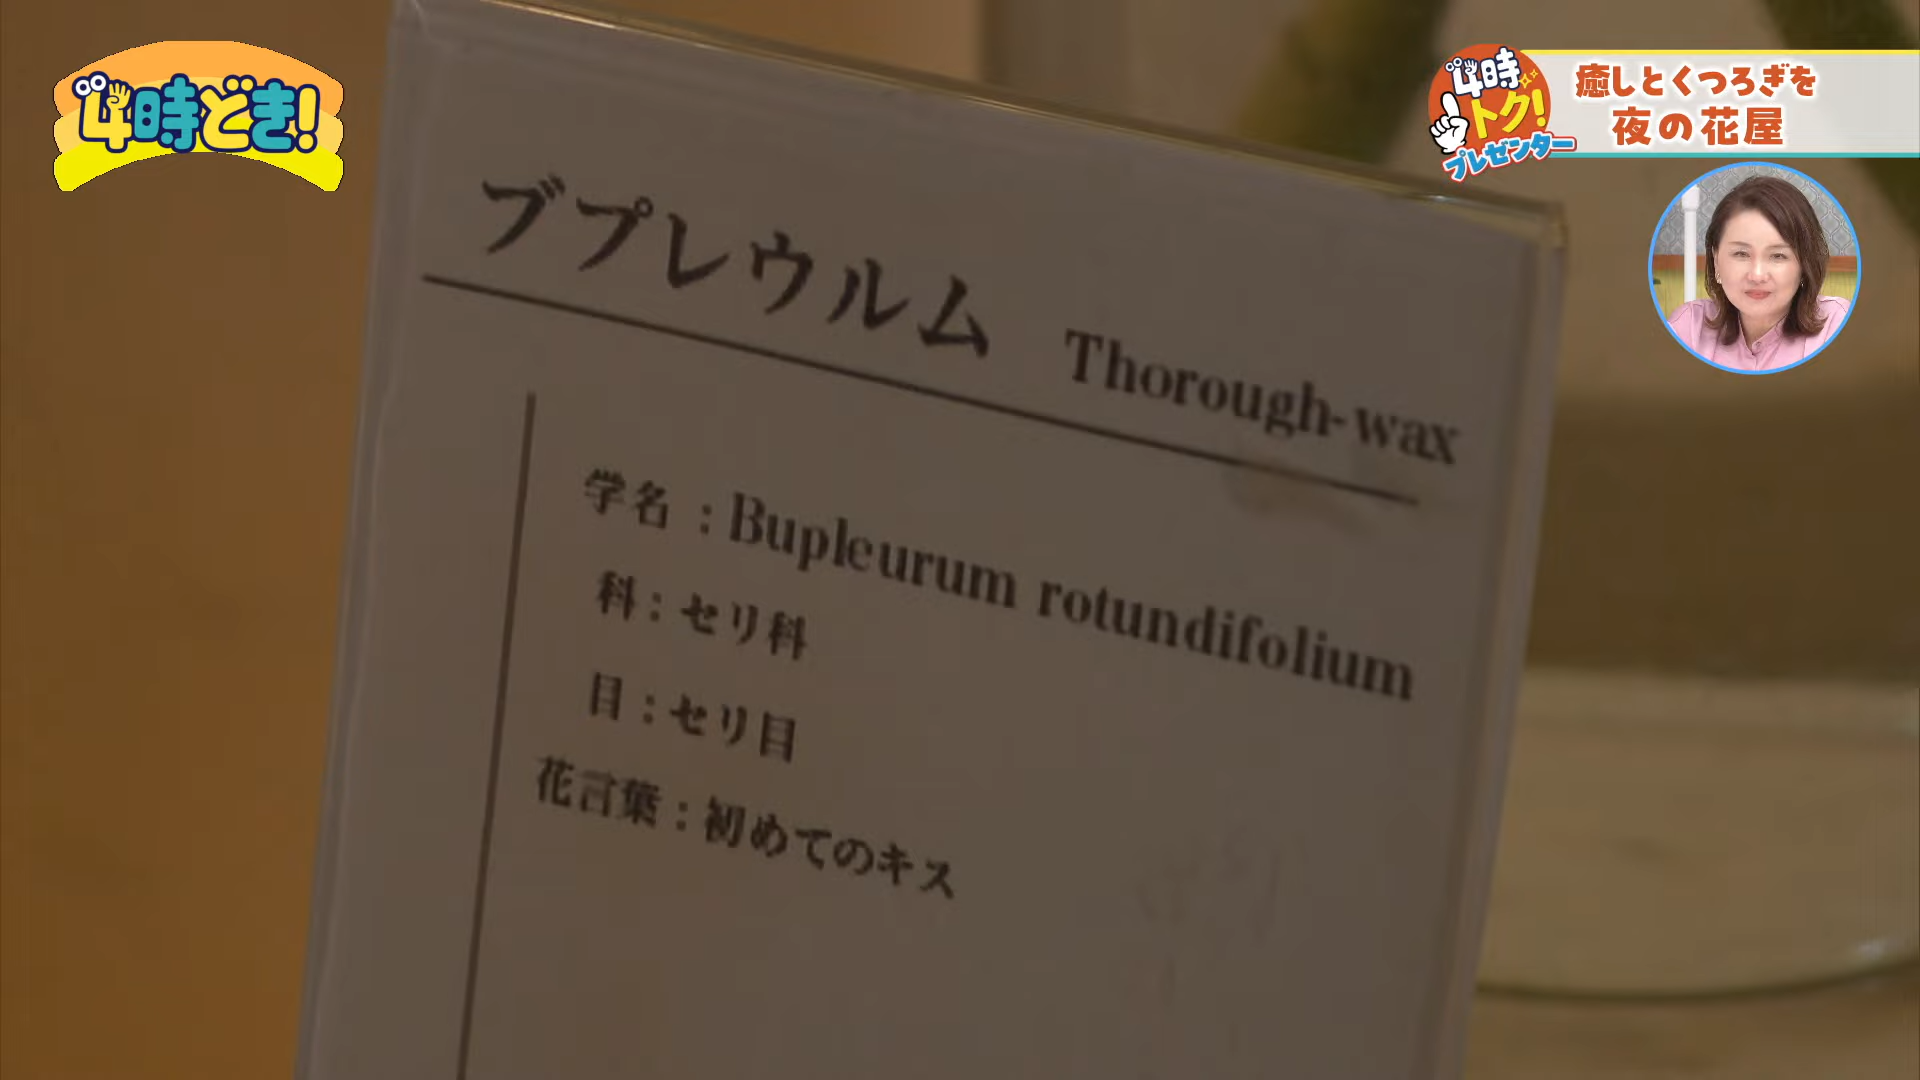 4時どき!
4時
トク!
プレゼンター
癒しとくつろぎを
夜の花屋
ブプレウルム Thorough-wax
学名：Bupleurum rotundifolium
科：セリ科
目：セリ目
花言葉：初めてのキス